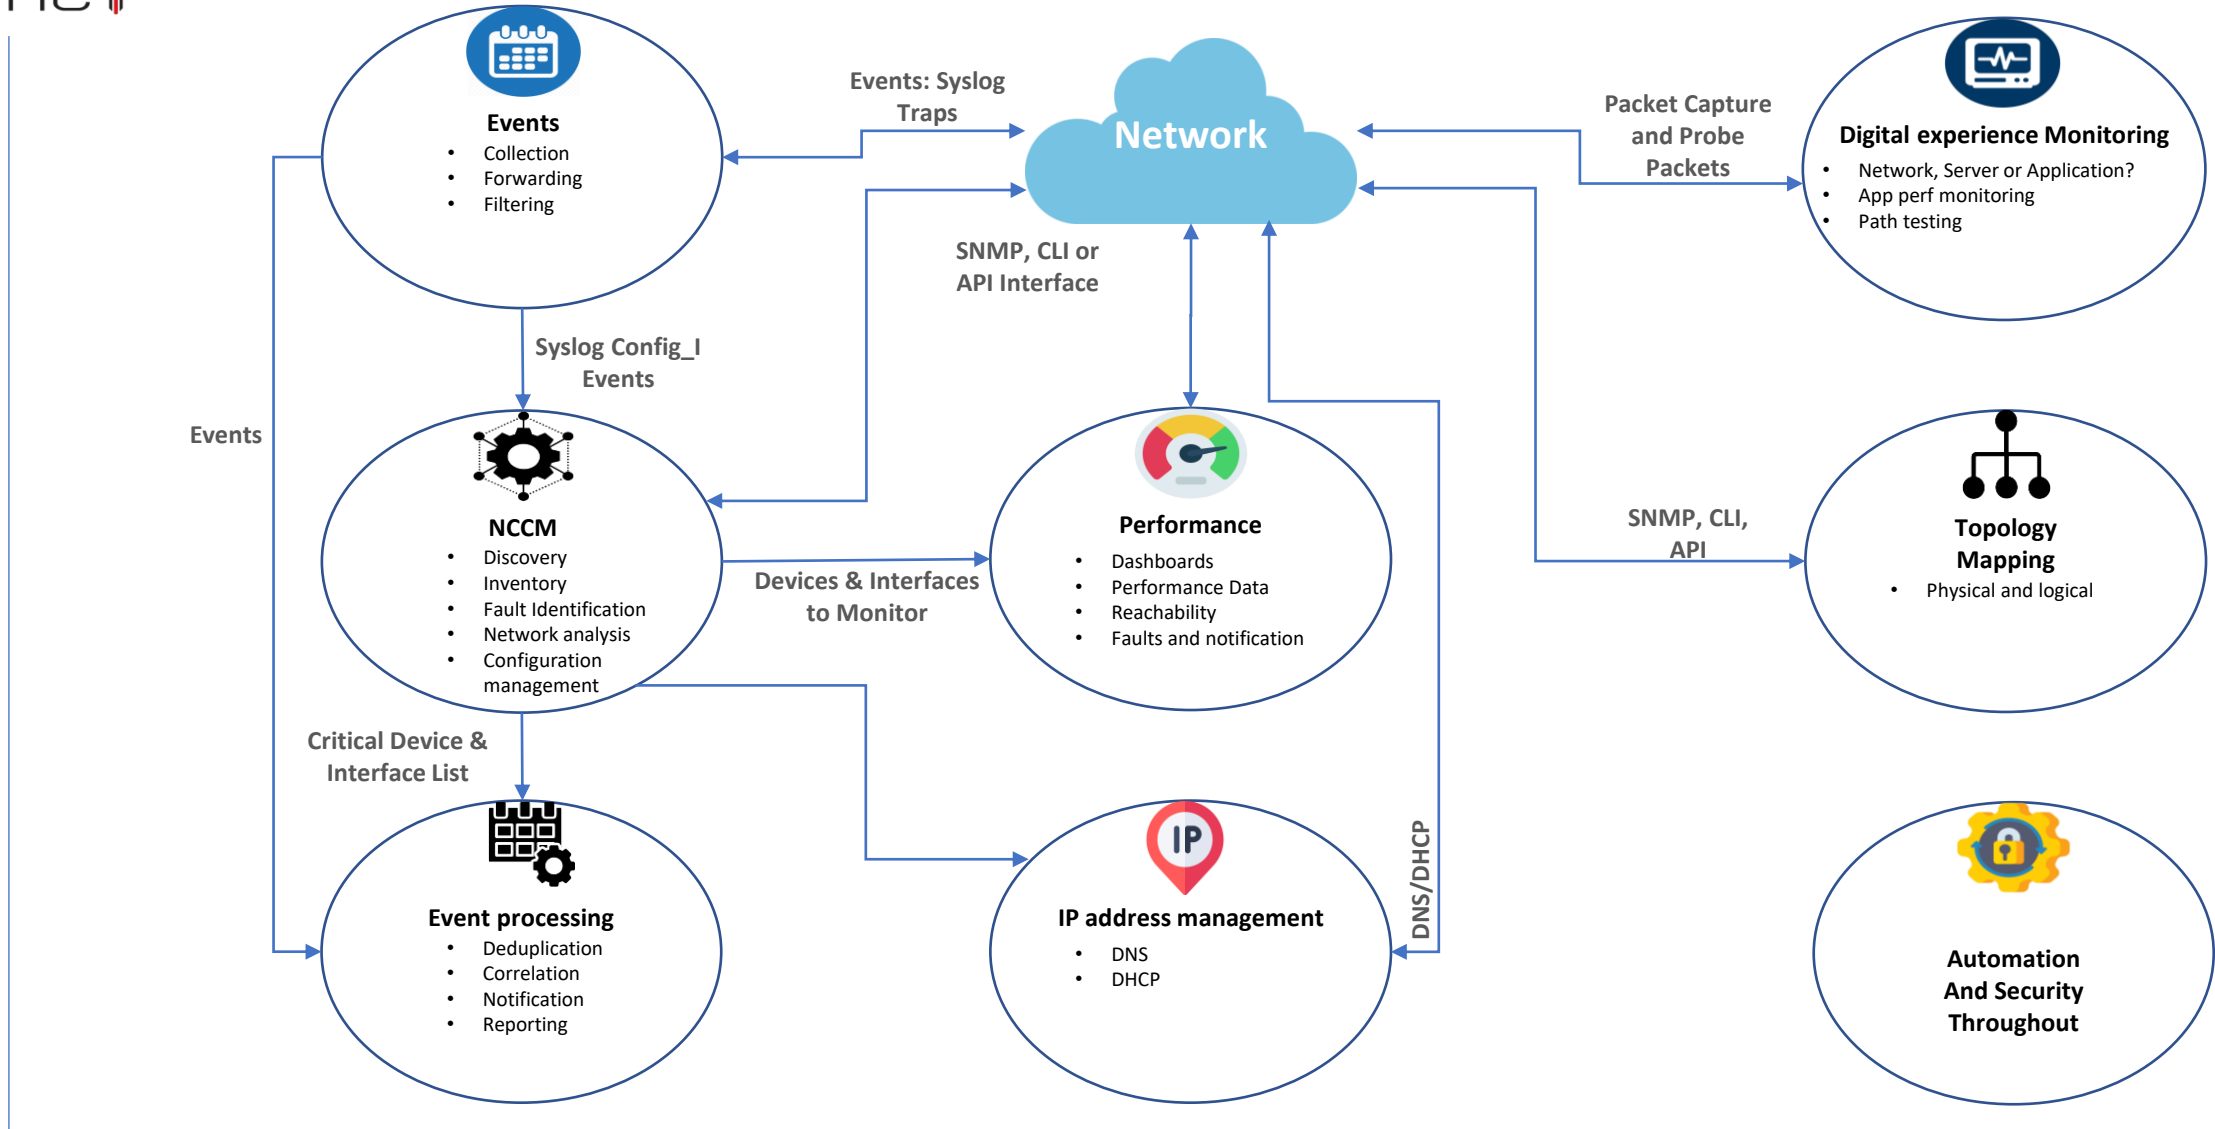 Events
• Collection
• Forwarding
• Filtering
Events: Syslog
Traps
Network
Packet Capture
and Probe
Packets
Digital experience Monitoring
• Network, Server or Application?
• App perf monitoring
• Path testing
SNMP, CLI or
API Interface
Syslog Config_I
Events
Events
NCCM
• Discovery
• Inventory
• Fault Identification
• Network analysis
• Configuration
management
Devices & Interfaces
to Monitor
Performance
• Dashboards
• Performance Data
• Reachability
• Faults and notification
SNMP, CLI,
API
Topology
Mapping
• Physical and logical
Critical Device &
Interface List
Event processing
• Deduplication
• Correlation
• Notification
• Reporting
IP
IP address management
• DNS
• DHCP
DNS/DHCP
Automation
And Security
Throughout